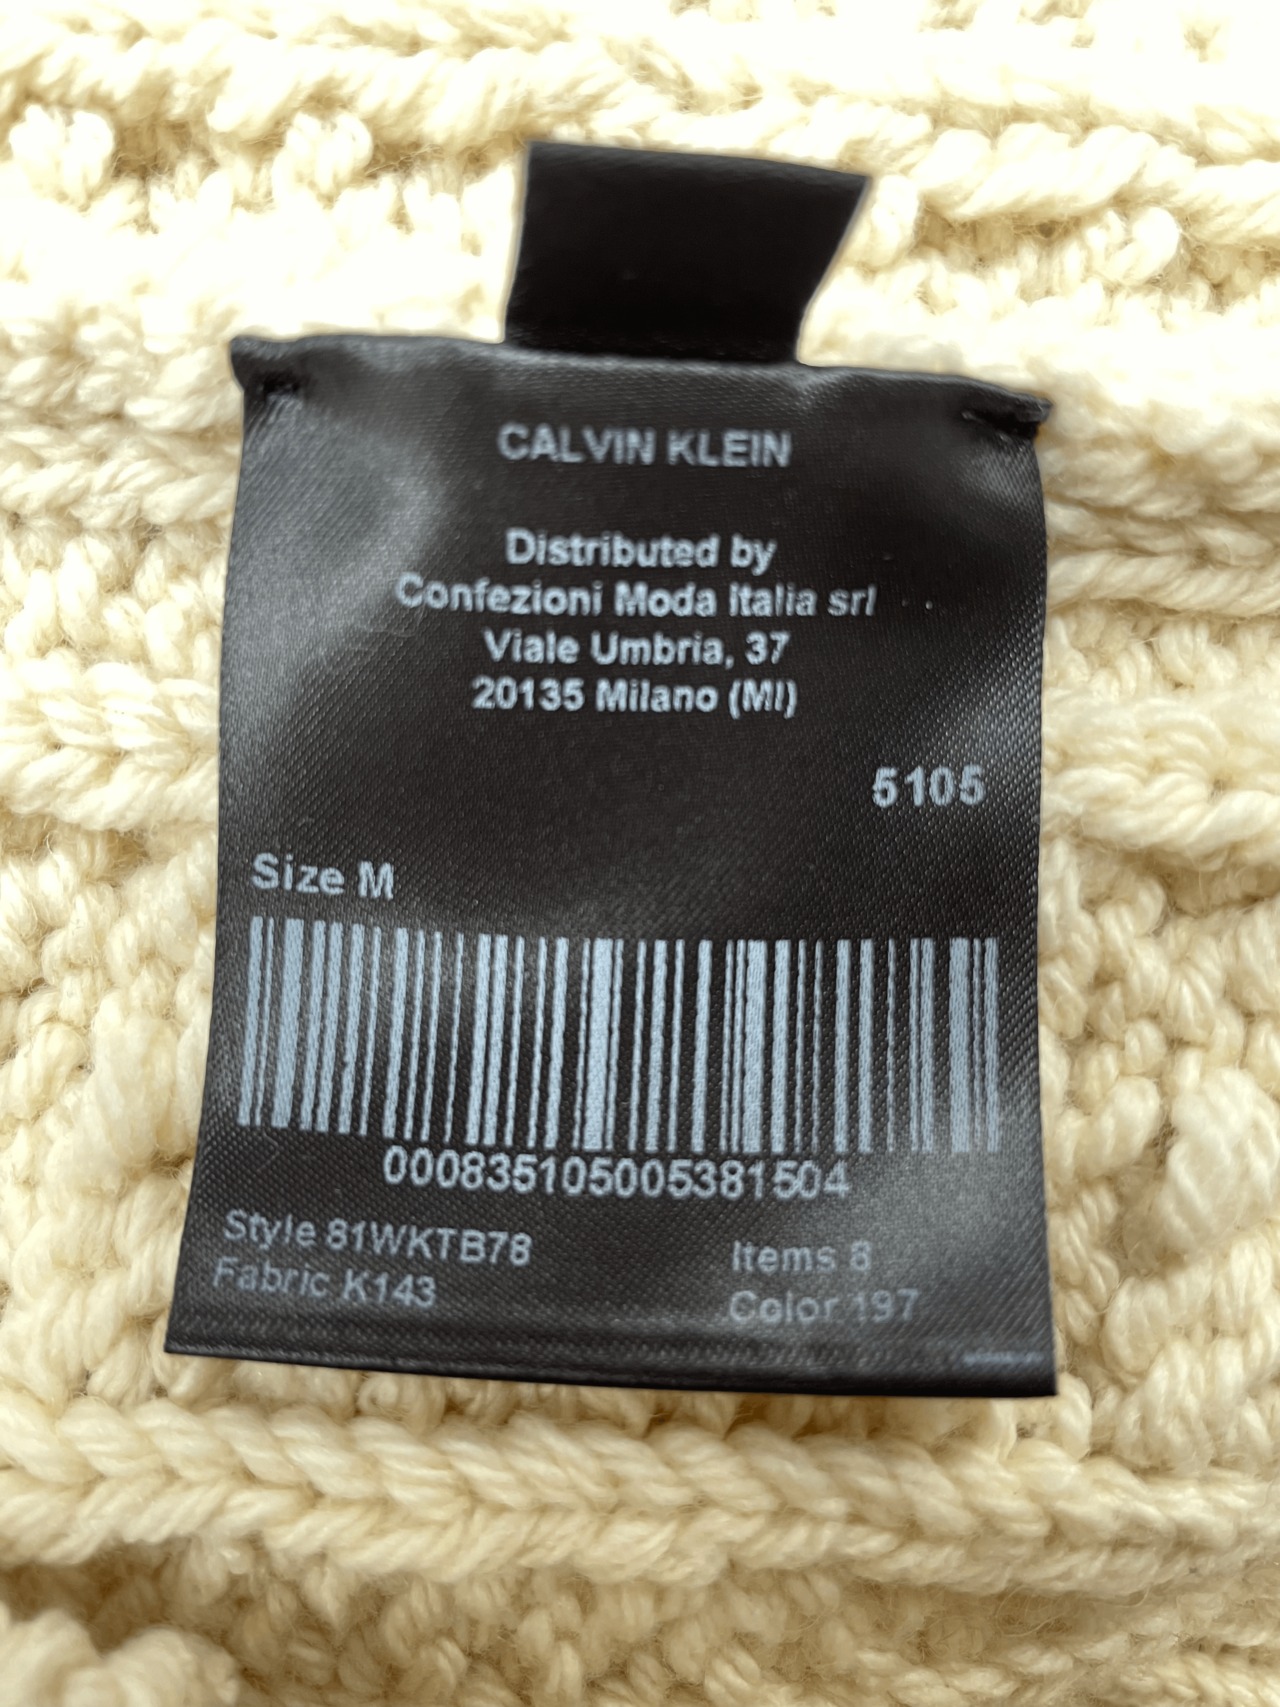 CALVIN KLEIN
Distributed by
Confezioni Moda Italia srl
Viale Umbria, 37
20135 Milano (MI)
5105
Size M
000835105005381504
Style 81WKTB78
Items 8
Fabric K143
Color 197